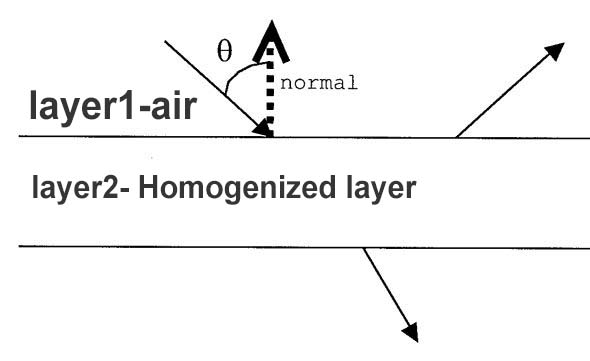 θ
normal
layer1-air
layer2- Homogenized layer